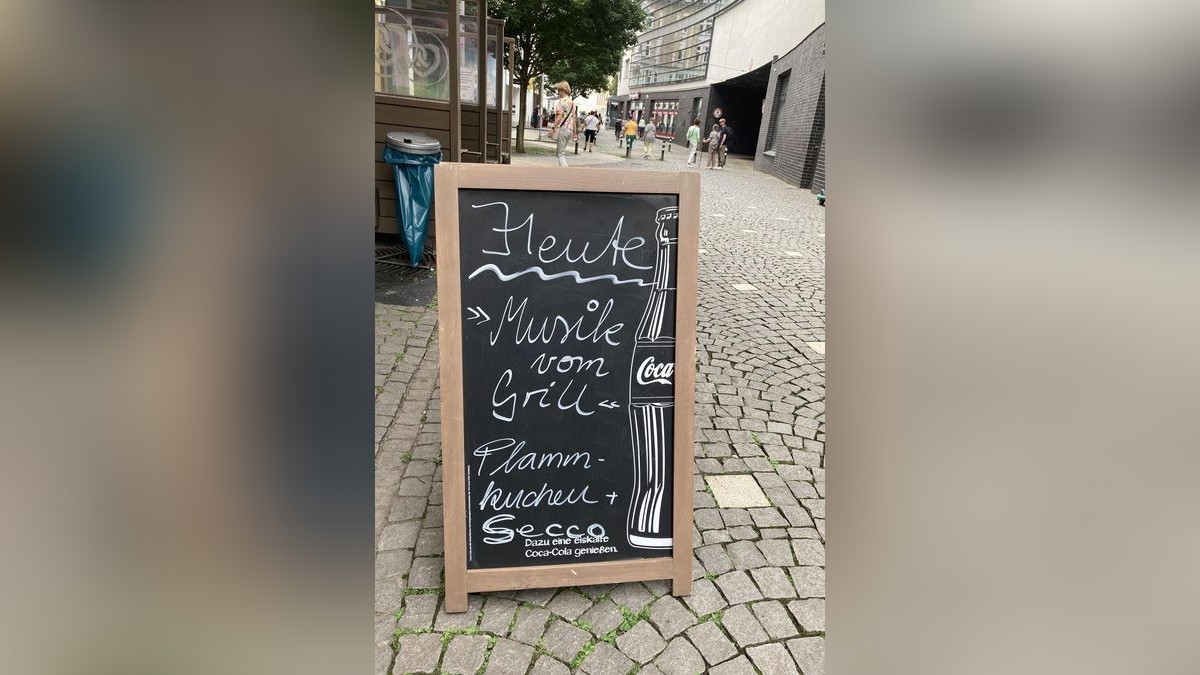 Heute
»Musik
vom
Grill«
Coca
Flamm-
kuchen +
Secco
Dazu eine eiskalte
Coca-Cola genießen.